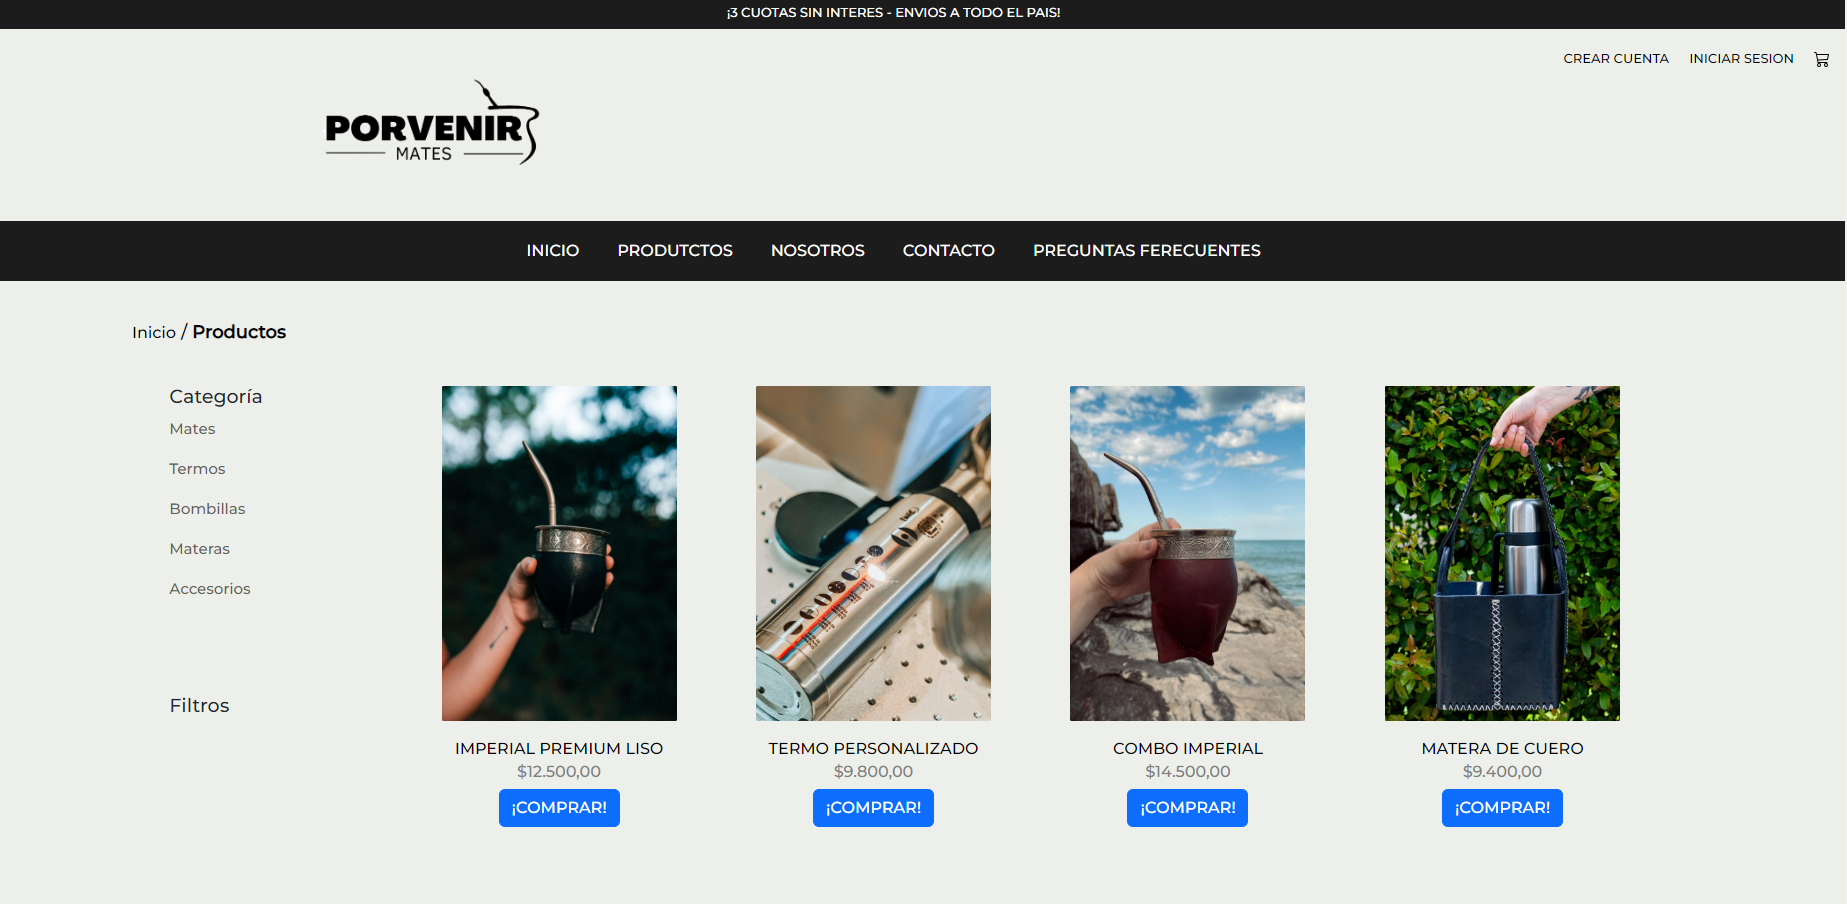 ¡3 CUOTAS SIN INTERES - ENVIOS A TODO EL PAIS!
CREAR CUENTA INICIAR SESION
PORVENIR
MATES
INICIO PRODUTCTOS NOSOTROS CONTACTO PREGUNTAS FERECUENTES
Inicio / Productos
Categoría
Mates
Termos
Bombillas
Materas
Accesorios
Filtros
IMPERIAL PREMIUM LISO
$12.500,00
¡COMPRAR!
TERMO PERSONALIZADO
$9.800,00
¡COMPRAR!
COMBO IMPERIAL
$14.500,00
¡COMPRAR!
MATERA DE CUERO
$9.400,00
¡COMPRAR!